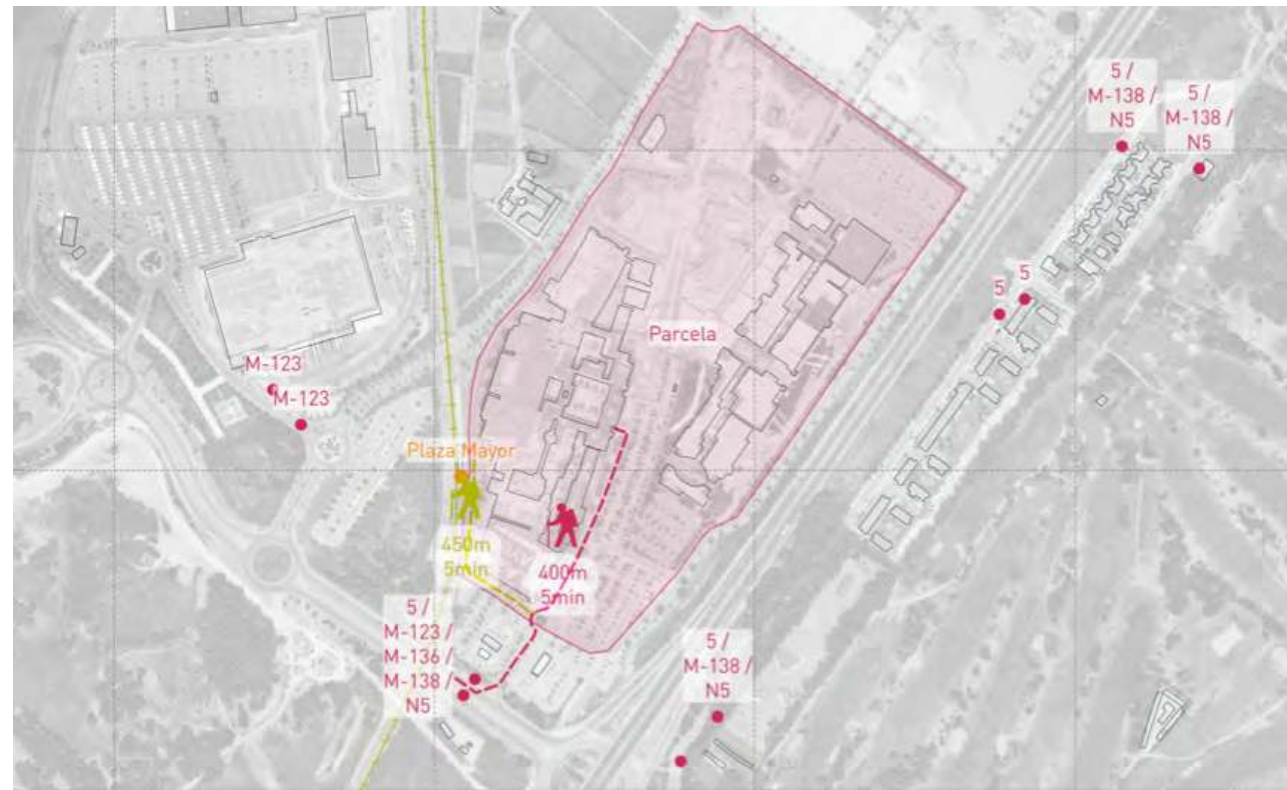 5 /
M-138 /
N5
5 /
M-138 /
N5
5
5
Parcela
M-123
M-123
Plaza Mayor
450m
5min
400m
5min
5 /
M-123 /
M-136 /
M-138 /
N5
5 /
M-138 /
N5